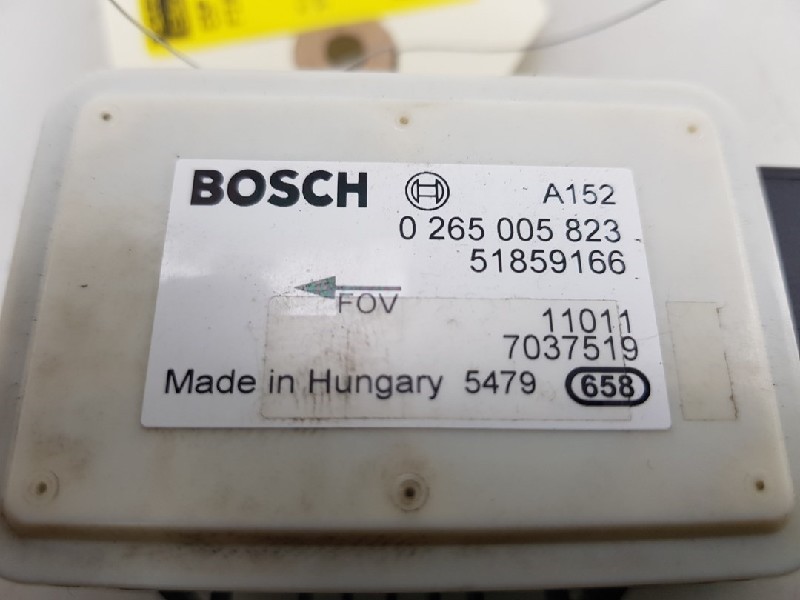 BOSCH A152
0 265 005 823
51859166
FOV
11011
7037519
Made in Hungary 5479 658